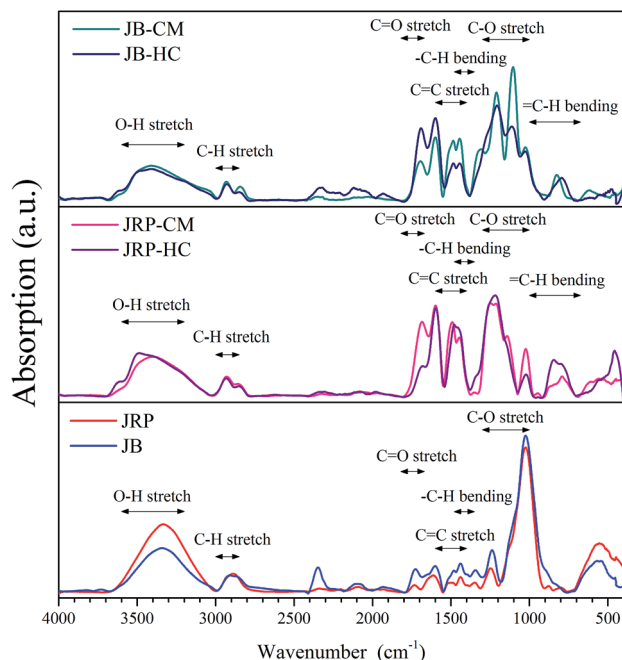 JB-CM
JB-HC
C=O stretch
C-O stretch
-C-H bending
C=C stretch
=C-H bending
O-H stretch
C-H stretch
JRP-CM
JRP-HC
C=O stretch
C-O stretch
-C-H bending
C=C stretch
=C-H bending
O-H stretch
C-H stretch
JRP
JB
C-O stretch
C=O stretch
-C-H bending
C=C stretch
O-H stretch
C-H stretch
Absorption (a.u.)
4000 3500 3000 2500 2000 1500 1000 500
Wavenumber (cm⁻¹)